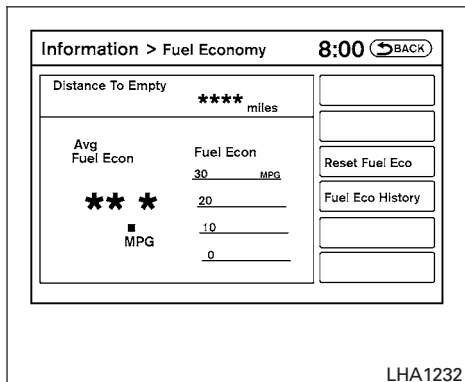 Information > Fuel Economy 8:00 BACK
Distance To Empty
**** miles
Avg
Fuel Econ
** *
.
MPG
Fuel Econ
30 MPG
20
10
0
Reset Fuel Eco
Fuel Eco History
LHA1232